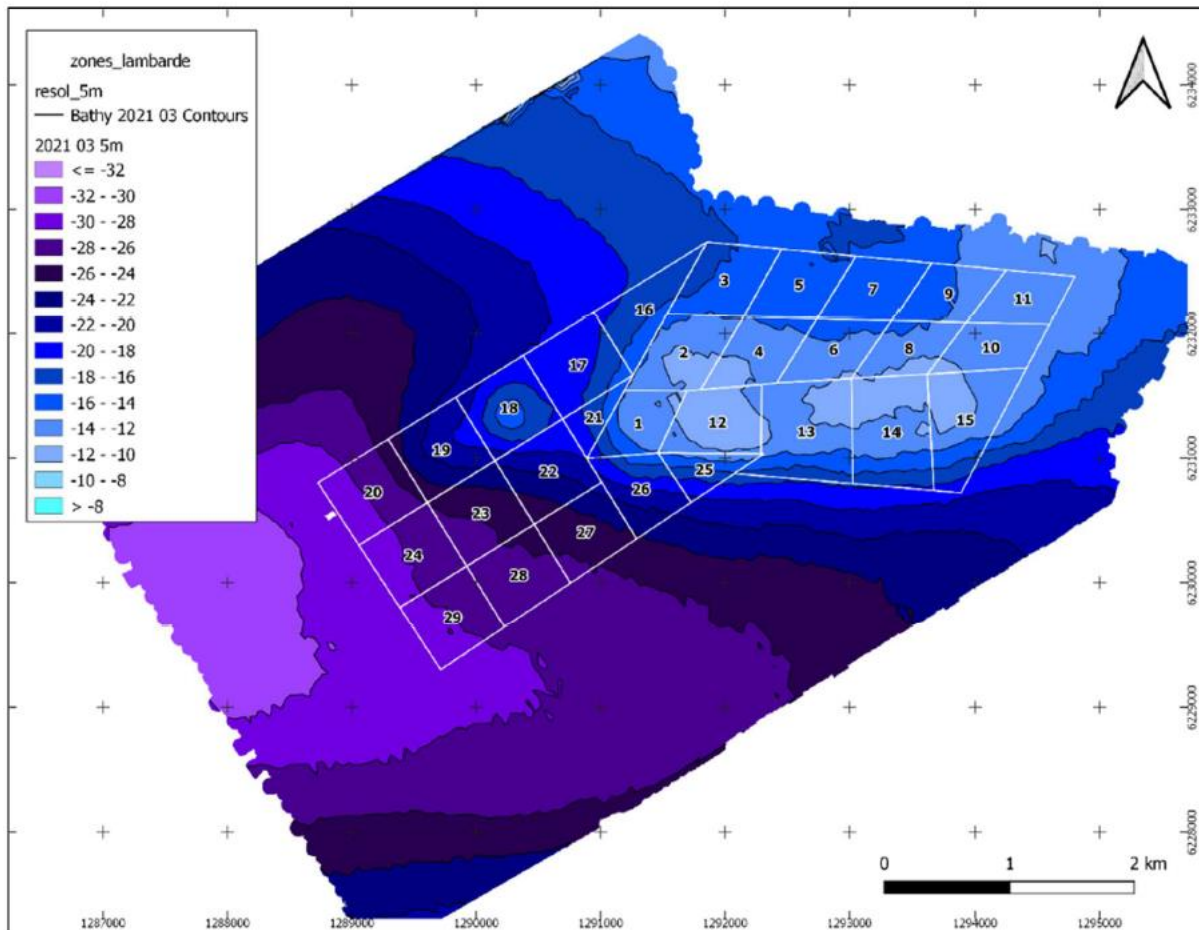 zones_lambarde
resol_5m
Bathy 2021 03 Contours
2021 03 5m
<= -32
-32 - -30
-30 - -28
-28 - -26
-26 - -24
-24 - -22
-22 - -20
-20 - -18
-18 - -16
-16 - -14
-14 - -12
-12 - -10
-10 - -8
> -8
3
5
7
9
11
16
2
4
6
8
10
17
18
21
1
12
13
14
15
19
22
26
25
20
23
27
24
28
29
6234000
6233000
6232000
6231000
6230000
6229000
6228000
0
1
2 km
1287000
1288000
1289000
1290000
1291000
1292000
1293000
1294000
1295000